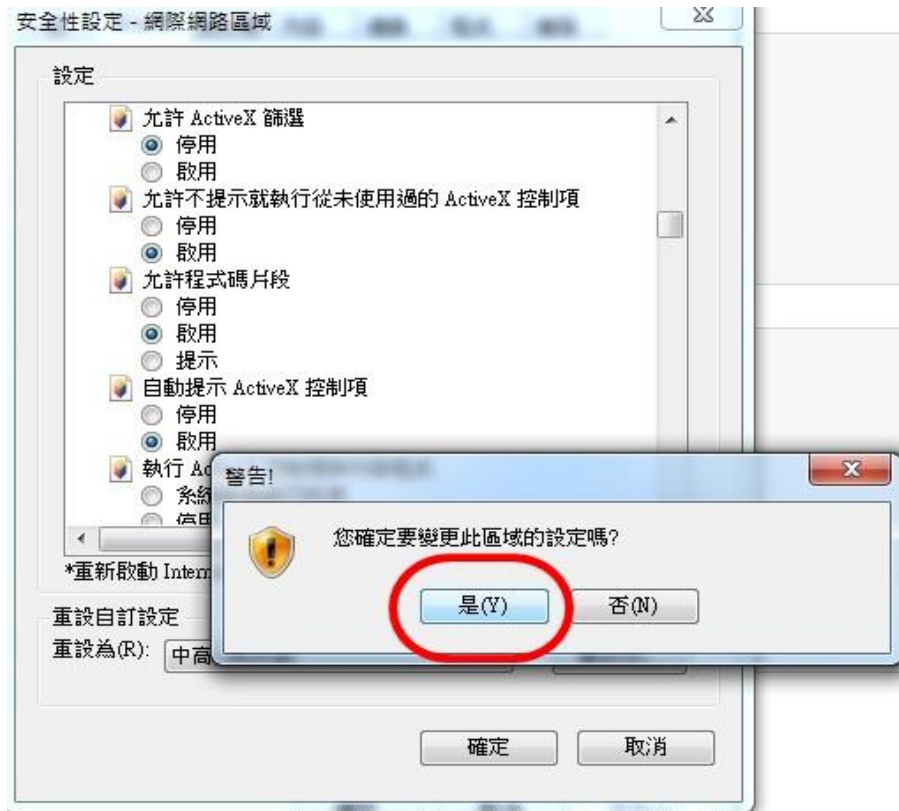 安全性設定 - 網際網路區域
設定
允許 ActiveX 篩選
停用
啟用
允許不提示就執行從未使用過的 ActiveX 控制項
停用
啟用
允許程式碼片段
停用
啟用
提示
自動提示 ActiveX 控制項
停用
啟用
執行
警告!
您確定要變更此區域的設定嗎?
是(Y)
否(N)
*重新啟動
重設自訂設定
重設為(R):
中高
確定
取消